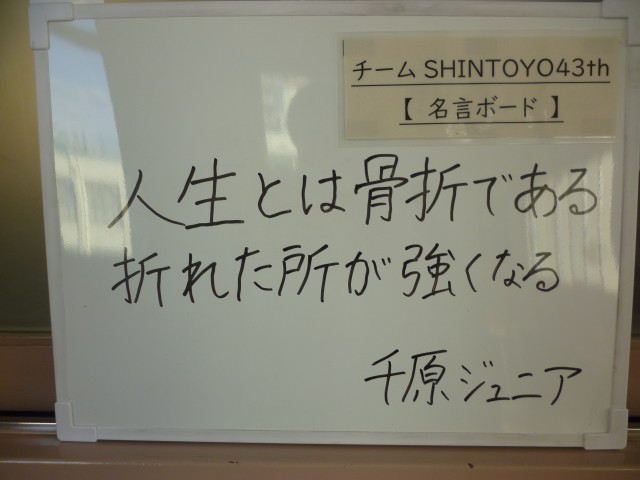 チーム SHINTOYO43th
【 名言ボード 】
人生とは骨折である
折れた所が強くなる
千原ジュニア